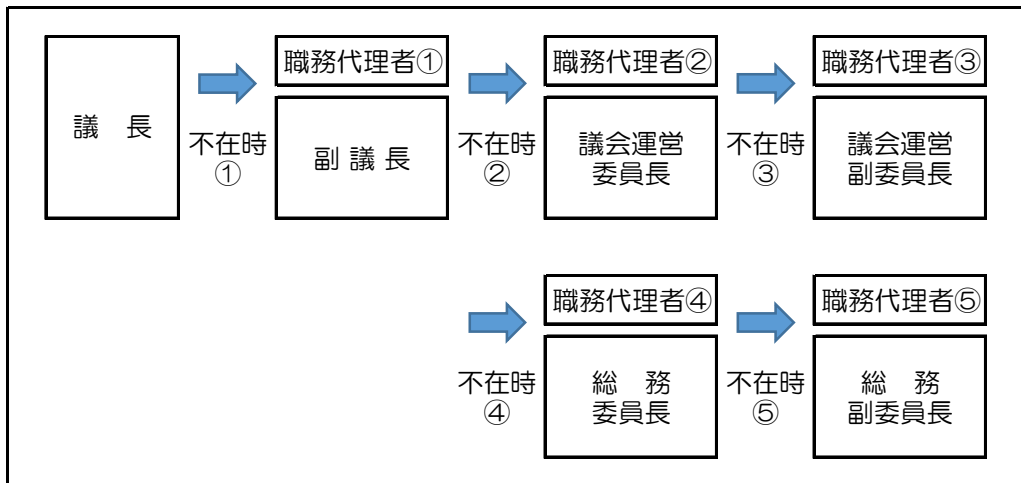 議　長
不在時
①
職務代理者①
副 議 長
不在時
②
職務代理者②
議会運営
委員長
不在時
③
職務代理者③
議会運営
副委員長
不在時
④
職務代理者④
総　務
委員長
不在時
⑤
職務代理者⑤
総　務
副委員長